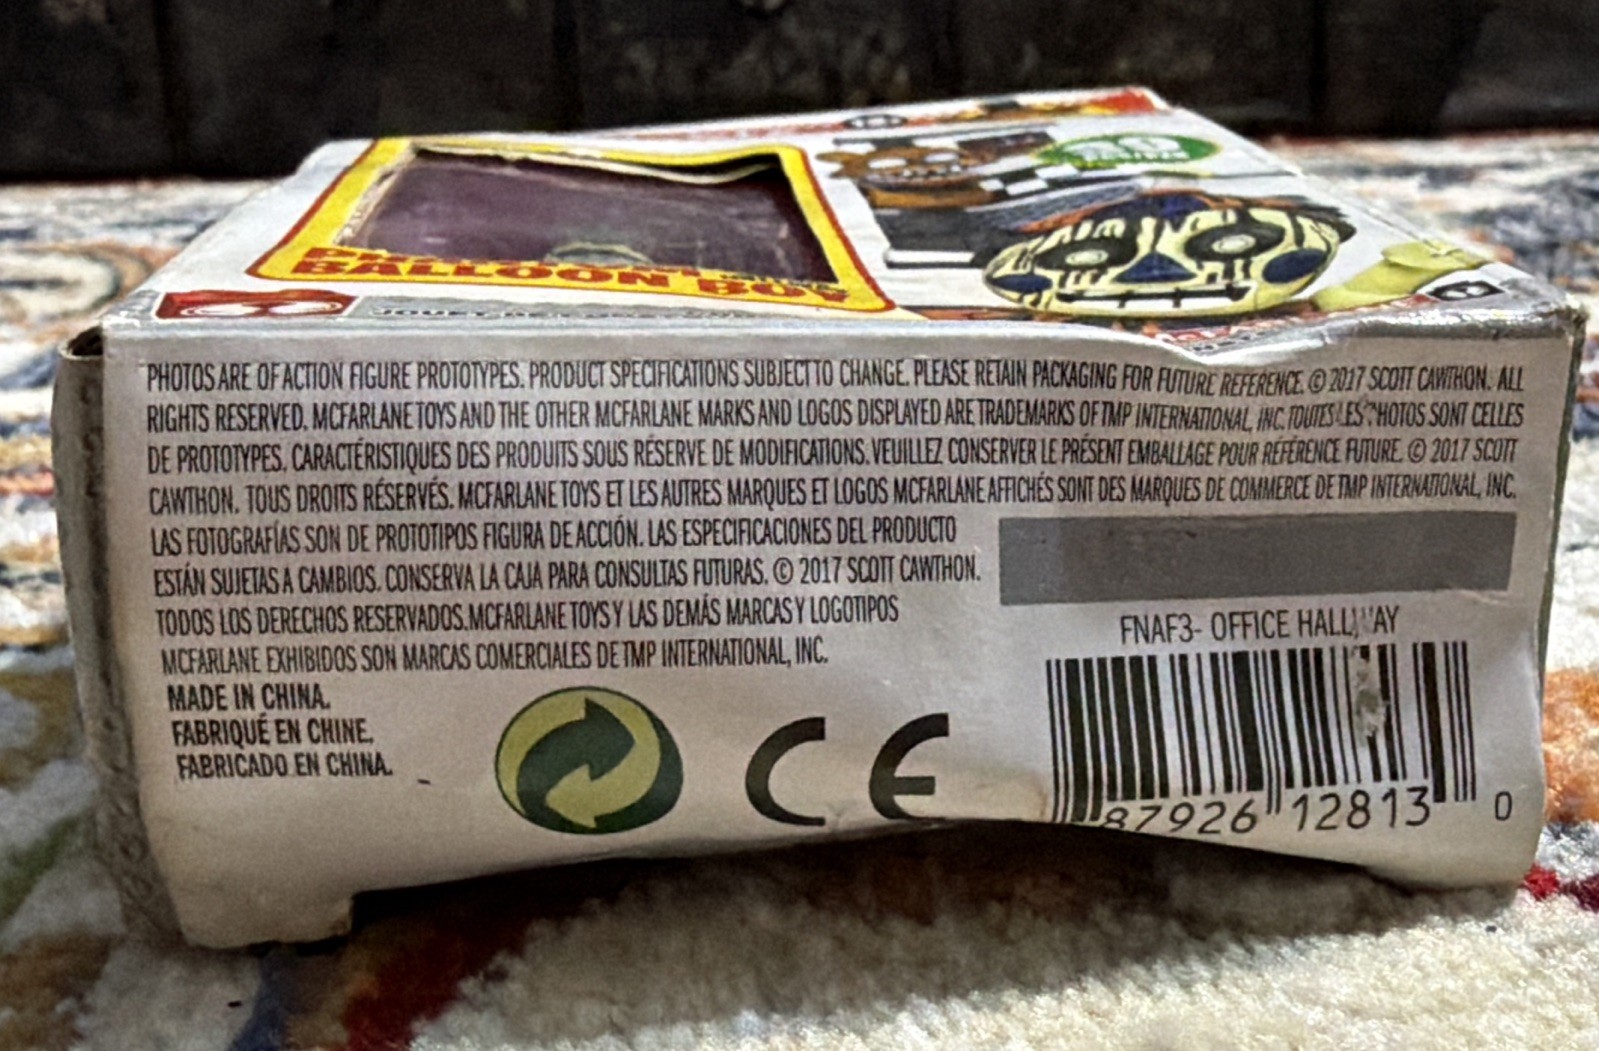 BALLOON BOY
PHOTOS ARE OF ACTION FIGURE PROTOTYPES. PRODUCT SPECIFICATIONS SUBJECT TO CHANGE. PLEASE RETAIN PACKAGING FOR FUTURE REFERENCE. © 2017 SCOTT CAWTHON. ALL
RIGHTS RESERVED. MCFARLANE TOYS AND THE OTHER MCFARLANE MARKS AND LOGOS DISPLAYED ARE TRADEMARKS OF TMP INTERNATIONAL, INC. TOUTES LES PHOTOS SONT CELLES
DE PROTOTYPES. CARACTÉRISTIQUES DES PRODUITS SOUS RÉSERVE DE MODIFICATIONS. VEUILLEZ CONSERVER LE PRÉSENT EMBALLAGE POUR RÉFÉRENCE FUTURE. © 2017 SCOTT
CAWTHON. TOUS DROITS RÉSERVÉS. MCFARLANE TOYS ET LES AUTRES MARQUES ET LOGOS MCFARLANE AFFICHÉS SONT DES MARQUES DE COMMERCE DE TMP INTERNATIONAL, INC.
LAS FOTOGRAFÍAS SON DE PROTOTIPOS FIGURA DE ACCIÓN. LAS ESPECIFICACIONES DEL PRODUCTO
ESTÁN SUJETAS A CAMBIOS. CONSERVA LA CAJA PARA CONSULTAS FUTURAS. © 2017 SCOTT CAWTHON.
TODOS LOS DERECHOS RESERVADOS. MCFARLANE TOYS Y LAS DEMÁS MARCAS Y LOGOTIPOS
MCFARLANE EXHIBIDOS SON MARCAS COMERCIALES DE TMP INTERNATIONAL, INC.
MADE IN CHINA.
FABRIQUÉ EN CHINE.
FABRICADO EN CHINA.
CE
FNAF3- OFFICE HALLWAY
87926 12813 0